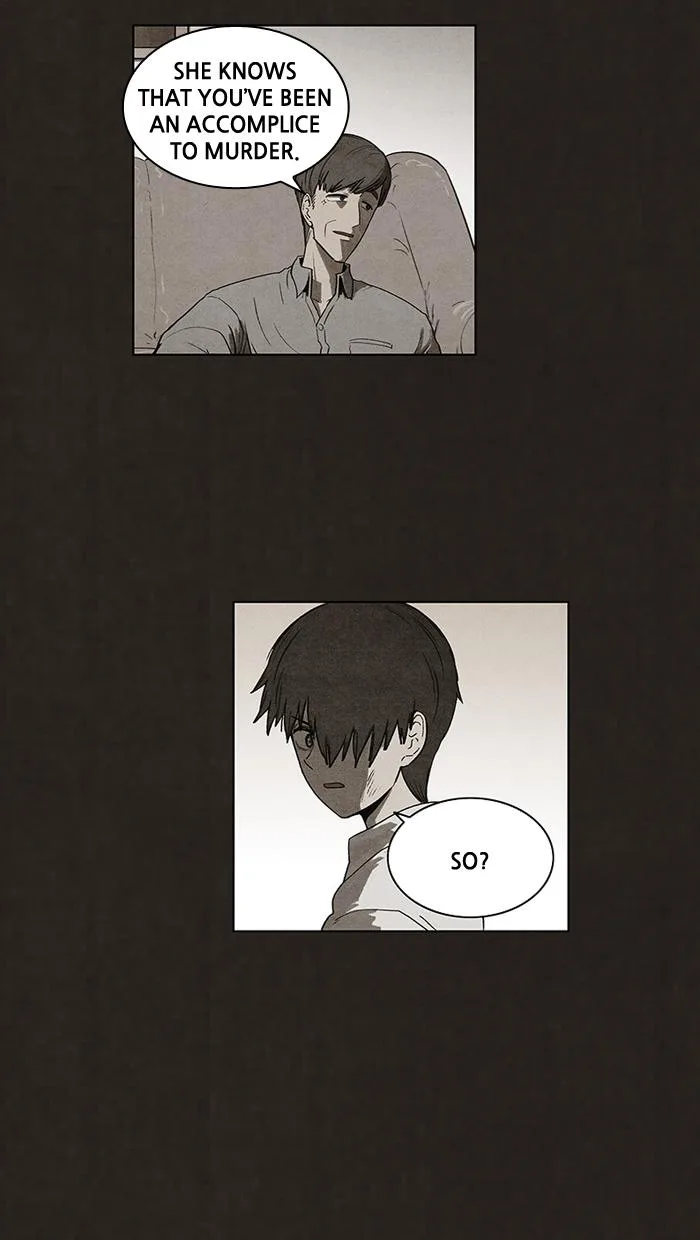 SHE KNOWS
THAT YOU'VE BEEN
AN ACCOMPLICE
TO MURDER.
SO?